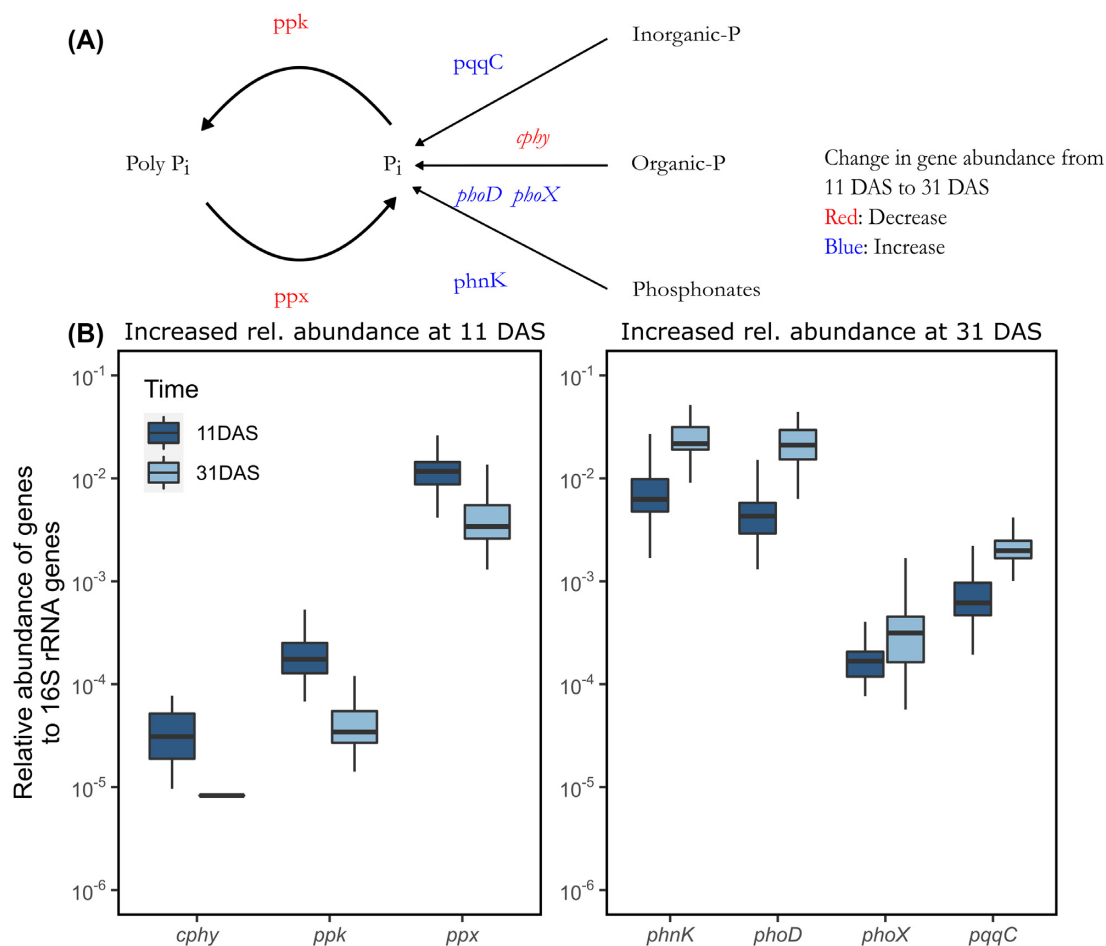 (A)
ppk
Inorganic-P
pqqC
cphy
Poly Pi
Pi
Organic-P
phoD phoX
Change in gene abundance from
11 DAS to 31 DAS
Red: Decrease
Blue: Increase
phnK
Phosphonates
ppx
(B)
Increased rel. abundance at 11 DAS
Increased rel. abundance at 31 DAS
Relative abundance of genes
to 16S rRNA genes
10-1
10-2
10-3
10-4
10-5
10-6
Time
11DAS
31DAS
cphy ppk ppx
10-1
10-2
10-3
10-4
10-5
10-6
phnK phoD phoX pqqC